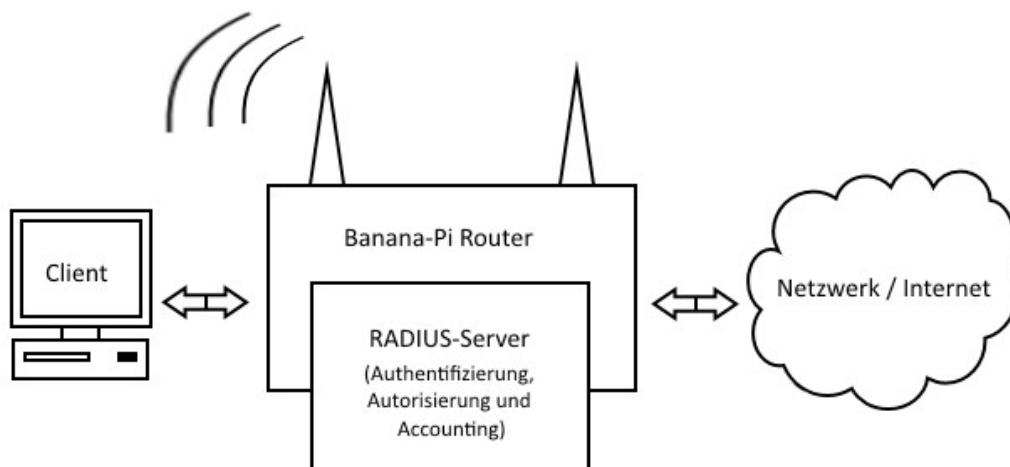 Client
Banana-Pi Router
RADIUS-Server
(Authentifizierung,
Autorisierung und
Accounting)
Netzwerk / Internet